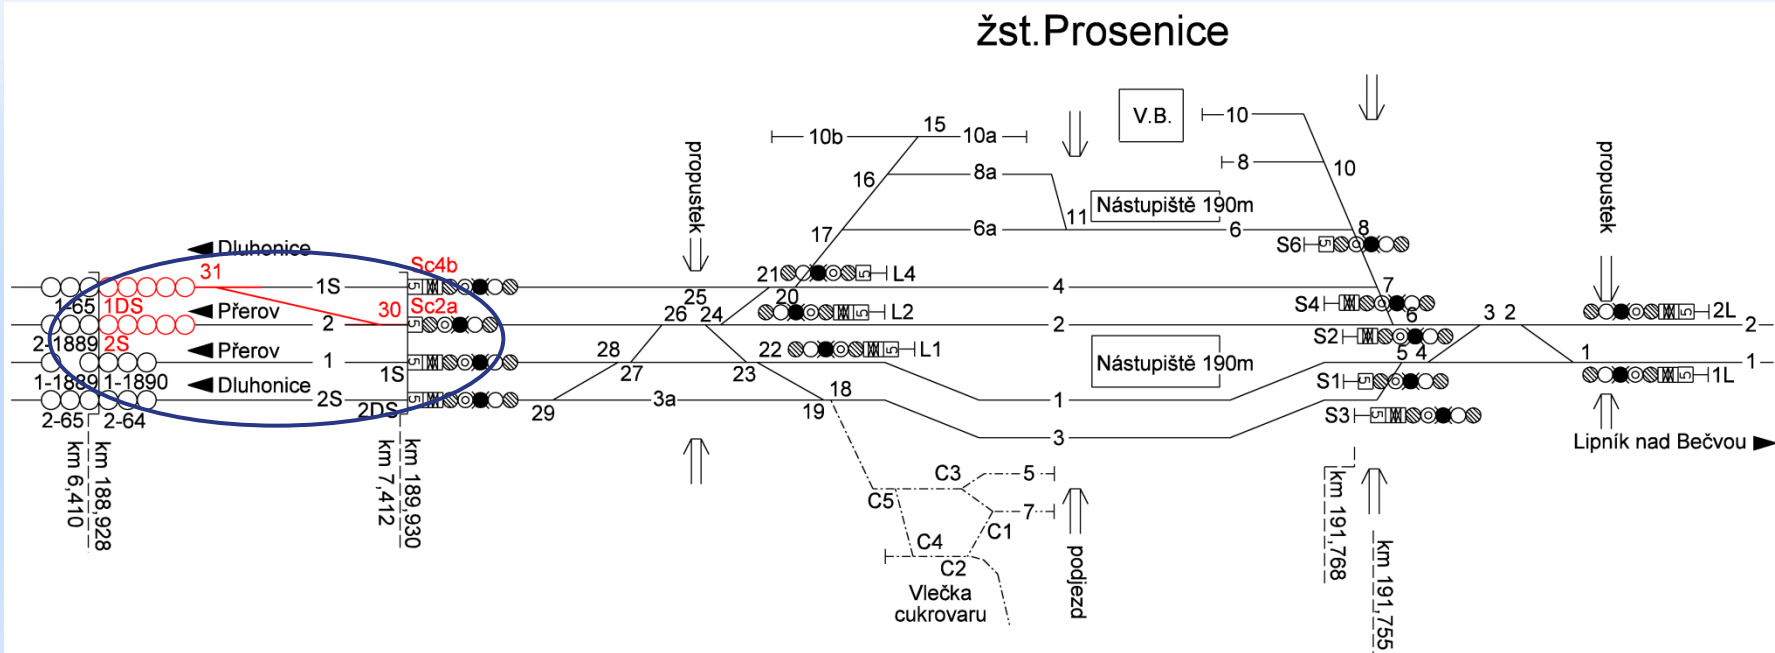 žst.Prosenice
V.B.
10
15
10b
10a
propustek
16
8a
8
10
propustek
Nástupiště 190m
17
6a
11
6
8
S6
Dluhonice
31
Sc4b
21
L4
1S
5
25
20
4
7
S4
1-65
1DS
Přerov
30
Sc2a
26
24
L2
6
3
2
2L
2
2
2
2-1889
2S
S2
Přerov
28
22
L1
Nástupiště 190m
5
4
1
1
1
1S
27
23
S1
1L
1-1889
1-1890
Dluhonice
2S
3a
18
1
2DS
29
19
S3
2-65
2-64
3
Lipník nad Bečvou
km 6,410
km 188,928
km 7,412
km 189,930
C5
C3
5
C1
7
C4
C2
Vlečka
cukrovaru
podjezd
km 191,768
km 191,755